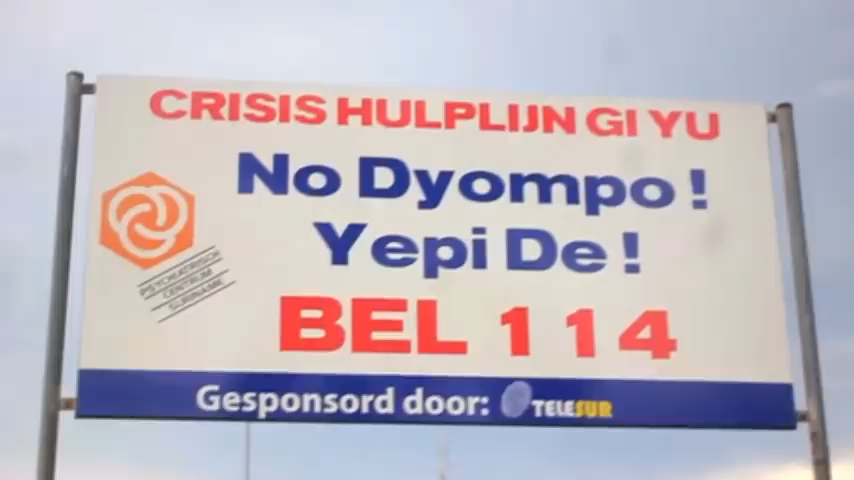 CRISIS HULPLIJN GI YU
No Dyompo!
Yepi De!
PSYCHIATRISCH
CENTRUM
SURINAME
BEL 114
Gesponsord door: TELESUR